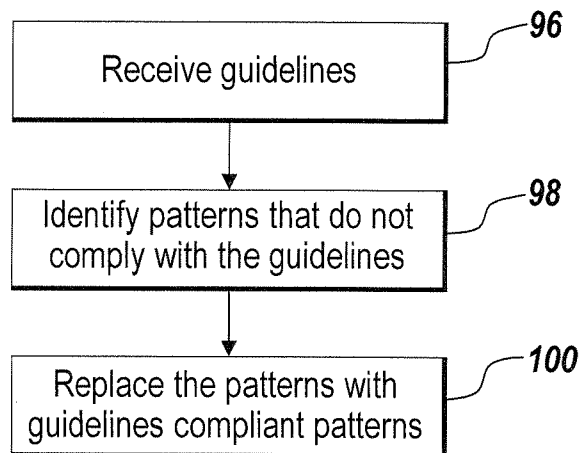 96
Receive guidelines
98
Identify patterns that do not
comply with the guidelines
100
Replace the patterns with
guidelines compliant patterns